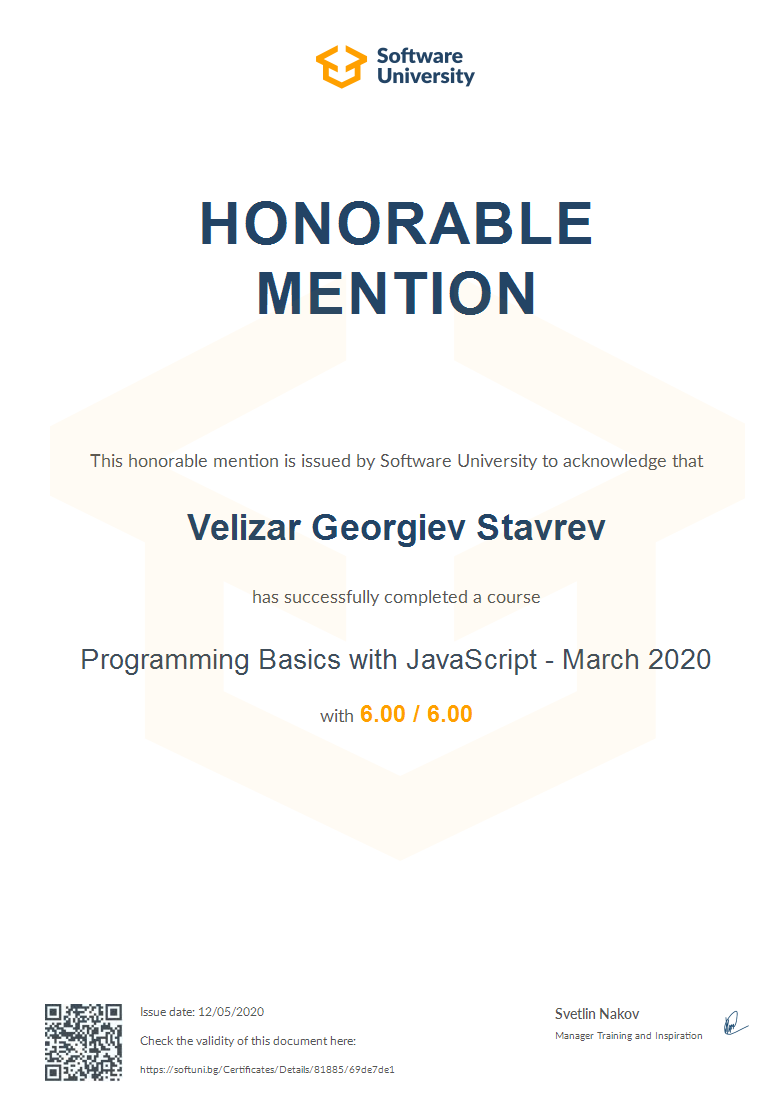 Software
University
HONORABLE
MENTION
This honorable mention is issued by Software University to acknowledge that
Velizar Georgiev Stavrev
has successfully completed a course
Programming Basics with JavaScript - March 2020
with 6.00 / 6.00
Issue date: 12/05/2020
Check the validity of this document here:
https://softuni.bg/Certificates/Details/81885/69de7de1
Svetlin Nakov
Manager Training and Inspiration